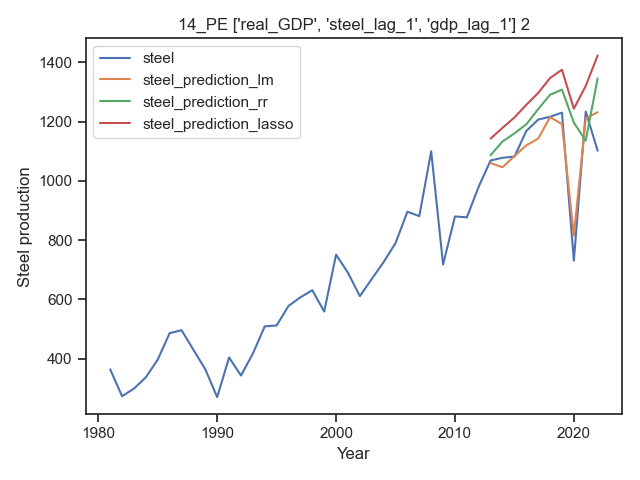 14_PE ['real_GDP', 'steel_lag_1', 'gdp_lag_1'] 2
steel
steel_prediction_lm
steel_prediction_rr
steel_prediction_lasso
1400
1200
1000
800
600
400
Steel production
1980
1990
2000
2010
2020
Year